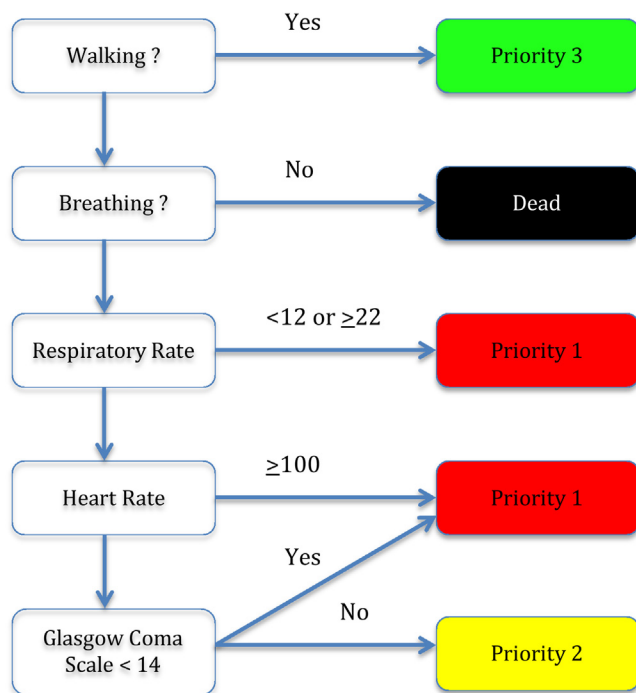 Yes
Walking ?
Priority 3
No
Breathing ?
Dead
<12 or ≥22
Respiratory Rate
Priority 1
≥100
Heart Rate
Priority 1
Yes
No
Glasgow Coma
Scale < 14
Priority 2